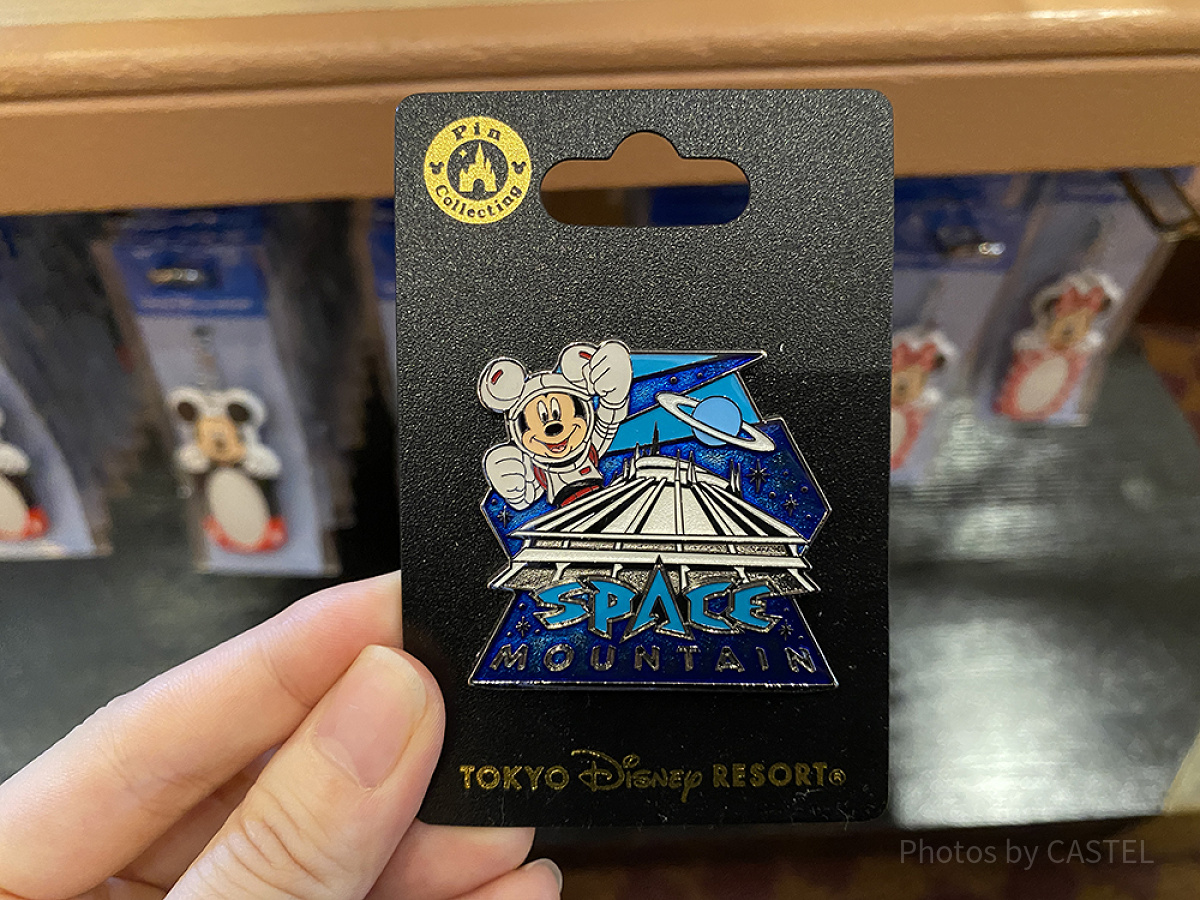 Pin
Collecting
SPACE
MOUNTAIN
TOKYO Disney RESORT®
Photos by CASTEL